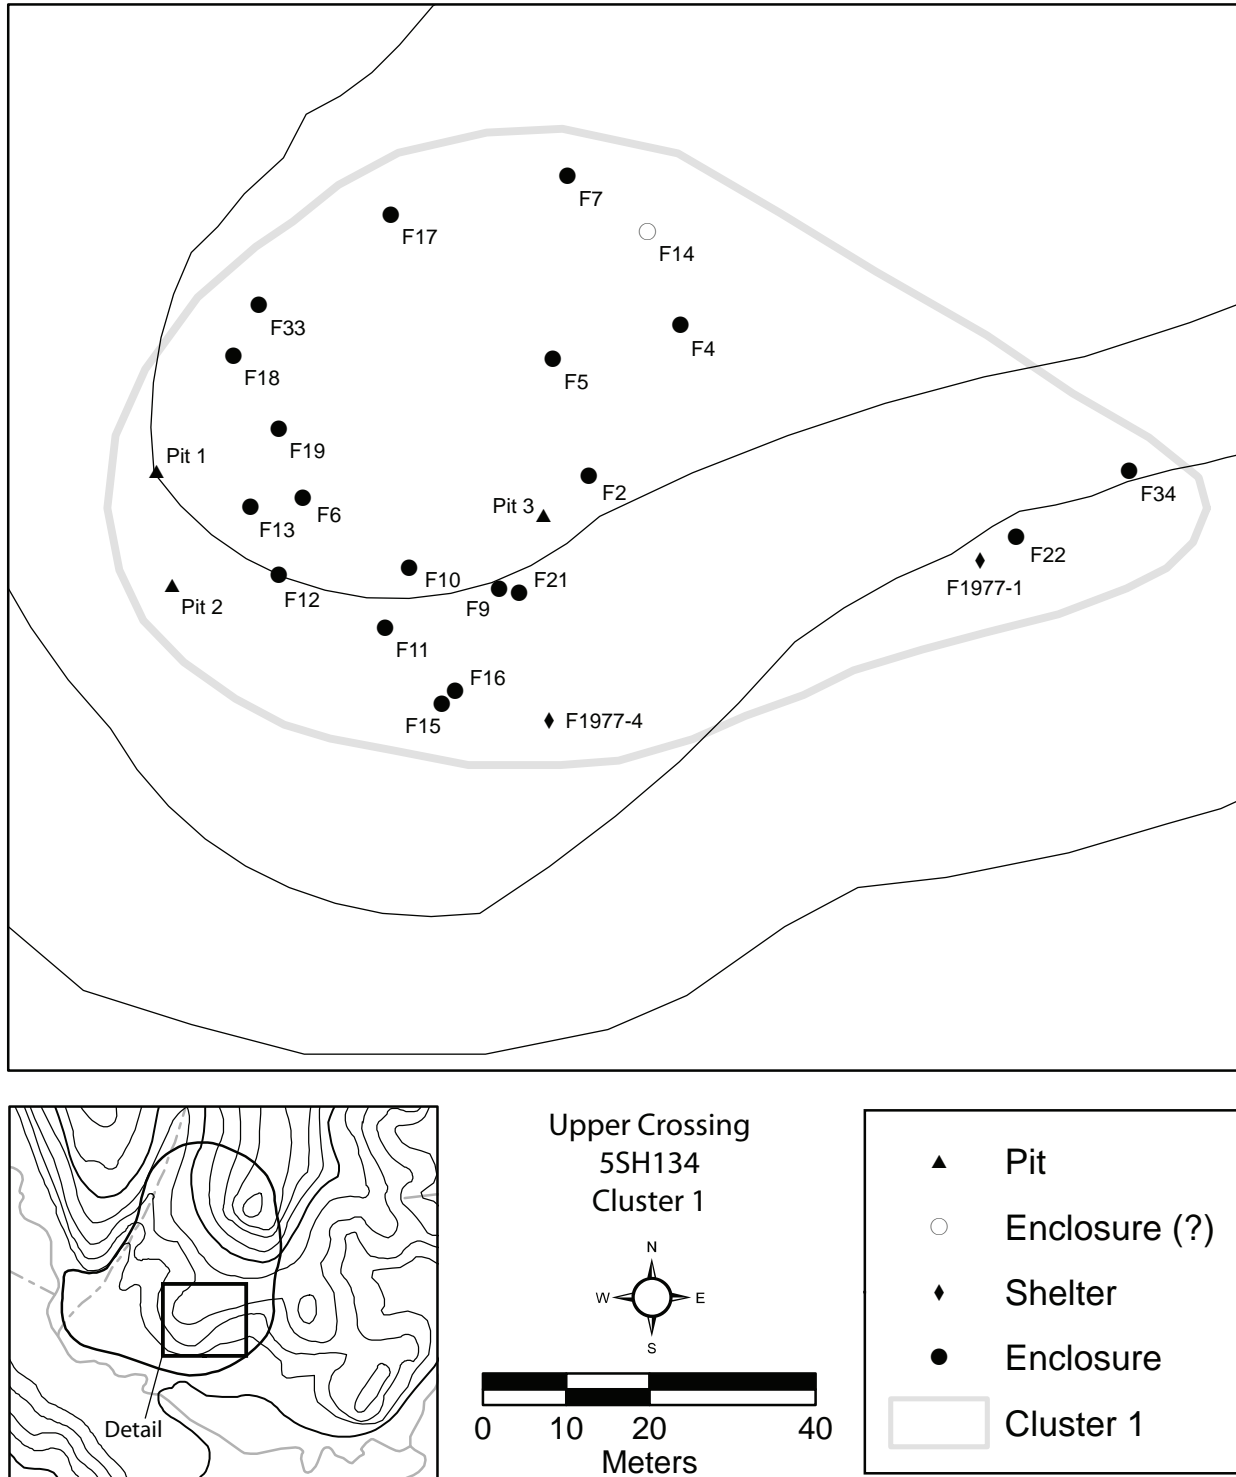 F7
F17
F14
F33
F4
F18
F5
F19
Pit 1
F2
F34
F6
Pit 3
F13
F22
F10
F21
F1977-1
F12
F9
Pit 2
F11
F16
F15
F1977-4
Detail
Upper Crossing
5SH134
Cluster 1
N
W
E
S
0 10 20 40
Meters
Pit
Enclosure (?)
Shelter
Enclosure
Cluster 1